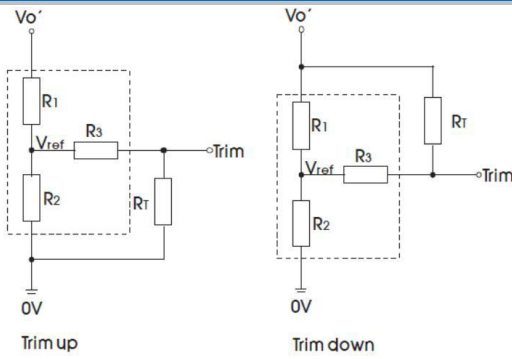 Vo´
R1
Vref
R3
Trim
R2
RT
0V
Trim up
Vo´
R1
RT
Vref
R3
Trim
R2
0V
Trim down